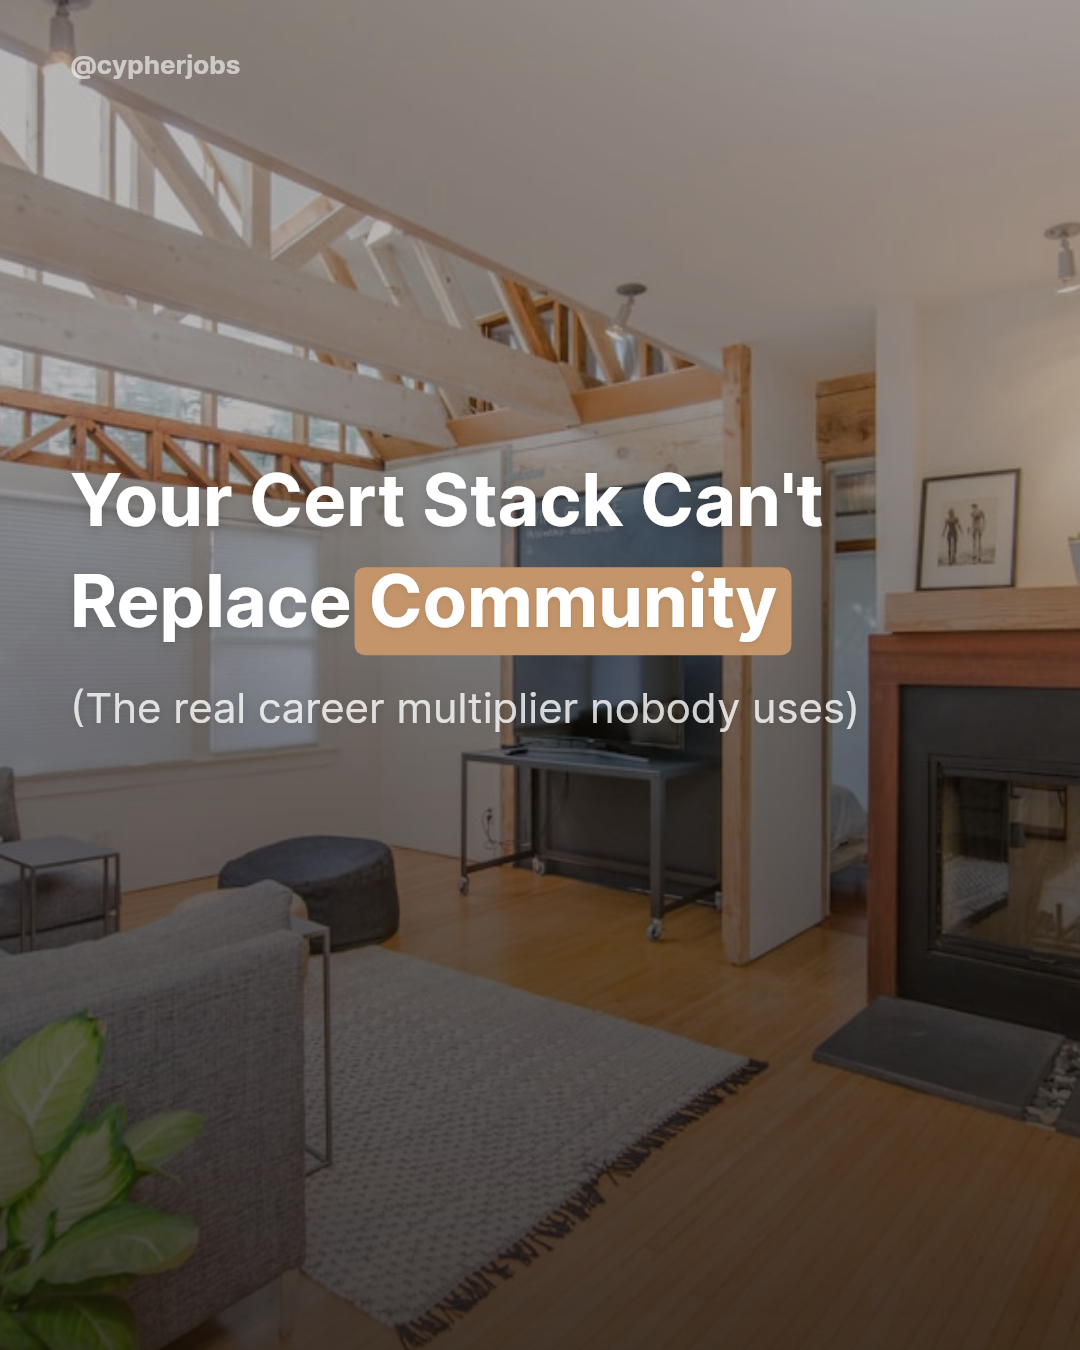 @cypherjobs
Your Cert Stack Can't
Replace Community
(The real career multiplier nobody uses)